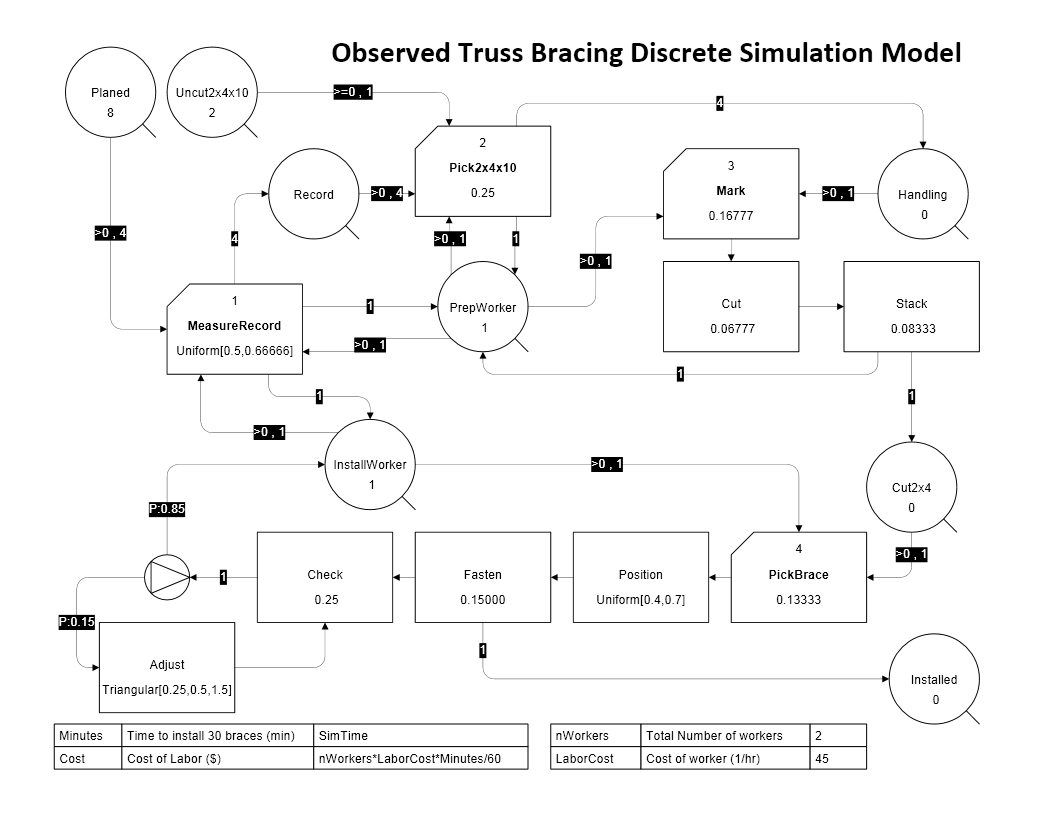 Observed Truss Bracing Discrete Simulation Model
Planed
8
Uncut2x4x10
2
>=0 , 1
4
2
Pick2x4x10
0.25
3
Mark
0.16777
Record
>0 , 4
>0 , 1
Handling
0
>0 , 4
4
>0 , 1
1
>0 , 1
1
MeasureRecord
Uniform[0.5,0.66666]
1
PrepWorker
1
>0 , 1
Cut
0.06777
Stack
0.08333
1
1
1
>0 , 1
InstallWorker
1
>0 , 1
Cut2x4
0
P:0.85
>0 , 1
4
PickBrace
0.13333
Position
Uniform[0.4,0.7]
Fasten
0.15000
Check
0.25
1
P:0.15
Adjust
Triangular[0.25,0.5,1.5]
1
Installed
0
Minutes Time to install 30 braces (min) SimTime
Cost Cost of Labor ($) nWorkers*LaborCost*Minutes/60
nWorkers Total Number of workers 2
LaborCost Cost of worker (1/hr) 45